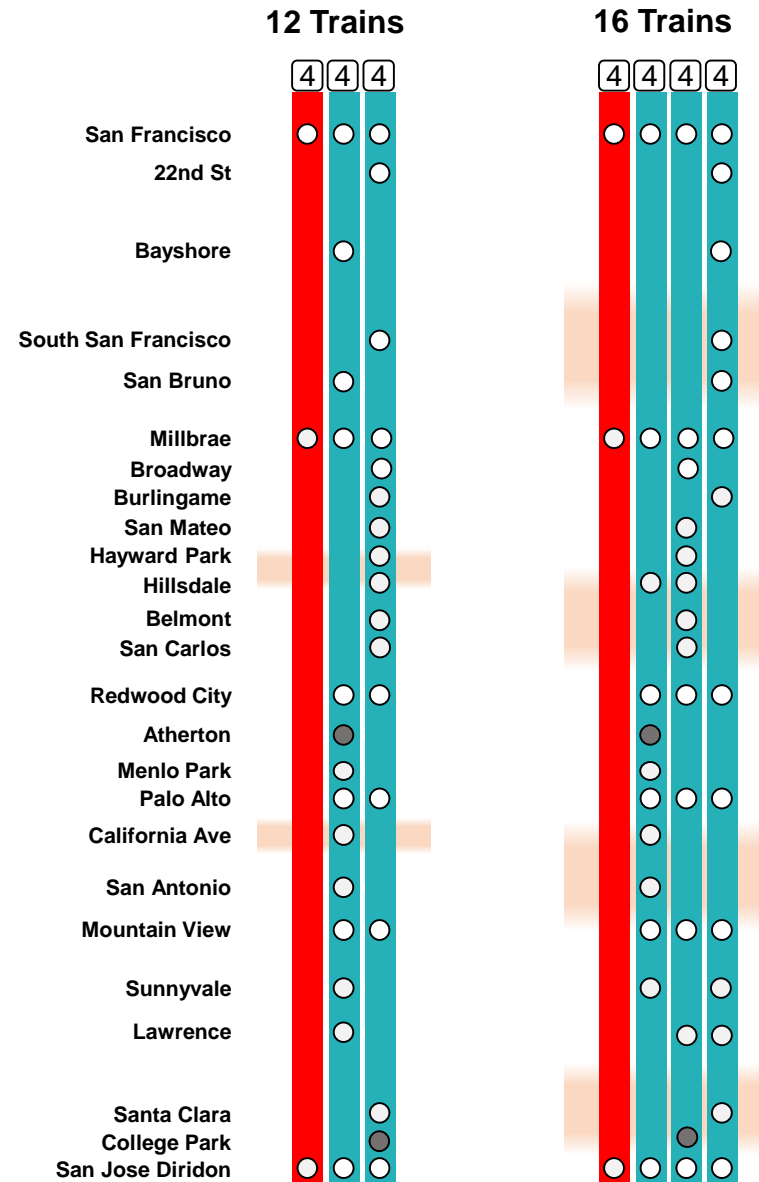 12 Trains
16 Trains
4 4 4
4 4 4 4
San Francisco
22nd St
Bayshore
South San Francisco
San Bruno
Millbrae
Broadway
Burlingame
San Mateo
Hayward Park
Hillsdale
Belmont
San Carlos
Redwood City
Atherton
Menlo Park
Palo Alto
California Ave
San Antonio
Mountain View
Sunnyvale
Lawrence
Santa Clara
College Park
San Jose Diridon